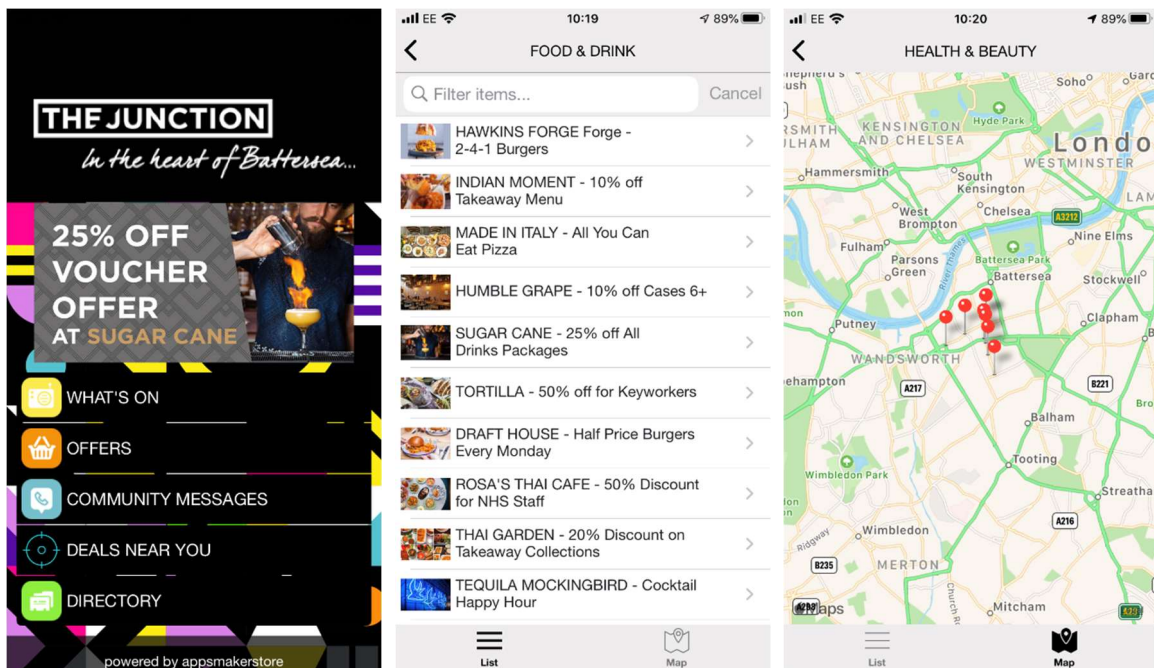 THE JUNCTION
In the heart of Battersea...
25% OFF
VOUCHER
OFFER
AT SUGAR CANE
WHAT'S ON
OFFERS
COMMUNITY MESSAGES
DEALS NEAR YOU
DIRECTORY
powered by appsmakerstore
EE 10:19 89%
FOOD & DRINK
Filter items... Cancel
HAWKINS FORGE Forge -
2-4-1 Burgers
INDIAN MOMENT - 10% off
Takeaway Menu
MADE IN ITALY - All You Can
Eat Pizza
HUMBLE GRAPE - 10% off Cases 6+
SUGAR CANE - 25% off All
Drinks Packages
TORTILLA - 50% off for Keyworkers
DRAFT HOUSE - Half Price Burgers
Every Monday
ROSA'S THAI CAFE - 50% Discount
for NHS Staff
THAI GARDEN - 20% Discount on
Takeaway Collections
TEQUILA MOCKINGBIRD - Cocktail
Happy Hour
List Map
EE 10:20 89%
HEALTH & BEAUTY
Soho
Hyde Park
KENSINGTON
AND CHELSEA
Londo
WESTMINSTER
Hammersmith
South
Kensington
LAM
West
Brompton
Chelsea
A3212
Fulham
Nine Elms
Parsons
Green
River Thames
Battersea Park
Battersea
Stockwell
Putney
Clapham
WANDSWORTH
A217
B221
Balham
Tooting
Wimbledon Park
Streatha
A216
Ridgway
Wimbledon
B235
MERTON
Church R
Mitcham
List Map